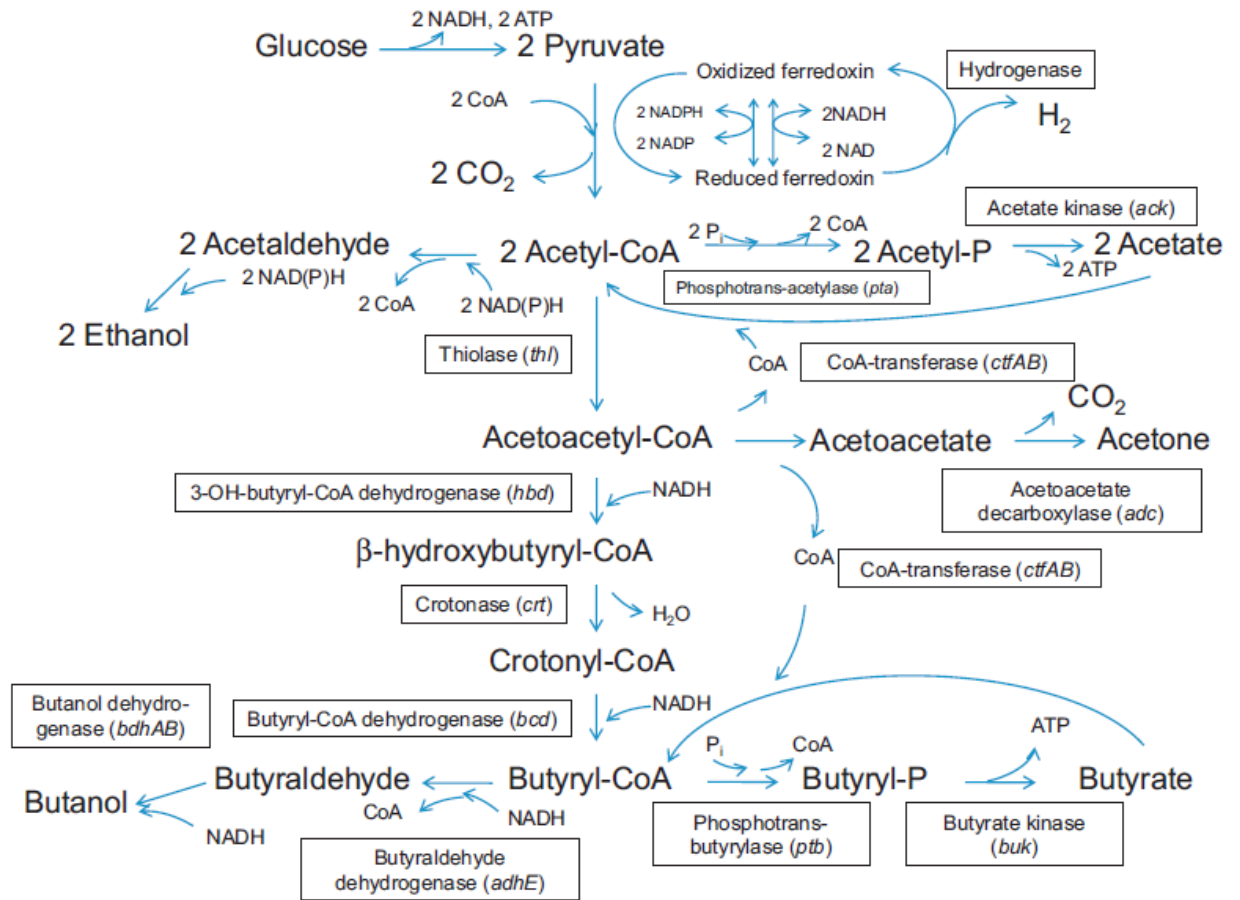 2 NADH, 2 ATP
Glucose
2 Pyruvate
Oxidized ferredoxin
Hydrogenase
2 CoA
2 NADPH
2NADH
H2
2 NADP
2 NAD
2 CO2
Reduced ferredoxin
Acetate kinase (ack)
2 Acetaldehyde
2 Acetyl-CoA
2 Pi
2 CoA
2 Acetyl-P
2 Acetate
2 NAD(P)H
2 CoA
2 NAD(P)H
Phosphotrans-acetylase (pta)
2 ATP
2 Ethanol
Thiolase (thl)
CoA
CoA-transferase (ctfAB)
CO2
Acetoacetyl-CoA
Acetoacetate
Acetone
3-OH-butyryl-CoA dehydrogenase (hbd)
NADH
Acetoacetate
decarboxylase (adc)
β-hydroxybutyryl-CoA
CoA
CoA-transferase (ctfAB)
Crotonase (crt)
H2O
Crotonyl-CoA
Butanol dehydro-
genase (bdhAB)
Butyryl-CoA dehydrogenase (bcd)
NADH
Pi
CoA
ATP
Butanol
Butyraldehyde
Butyryl-CoA
Butyryl-P
Butyrate
NADH
CoA
NADH
Phosphotrans-
butyrylase (ptb)
Butyrate kinase
(buk)
Butyraldehyde
dehydrogenase (adhE)